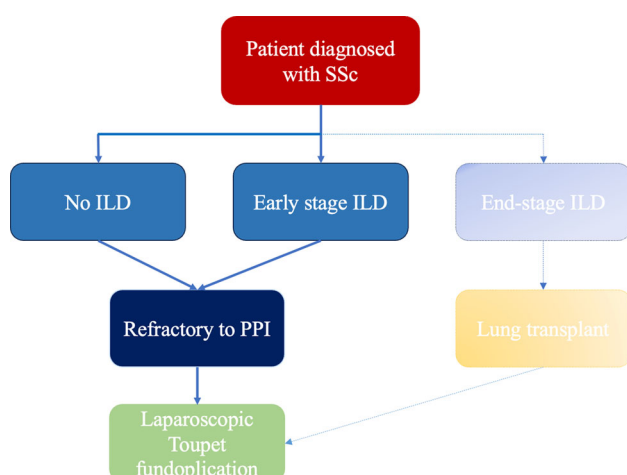 Patient diagnosed
with SSc
No ILD
Early stage ILD
End-stage ILD
Refractory to PPI
Lung transplant
Laparoscopic
Toupet
fundoplication